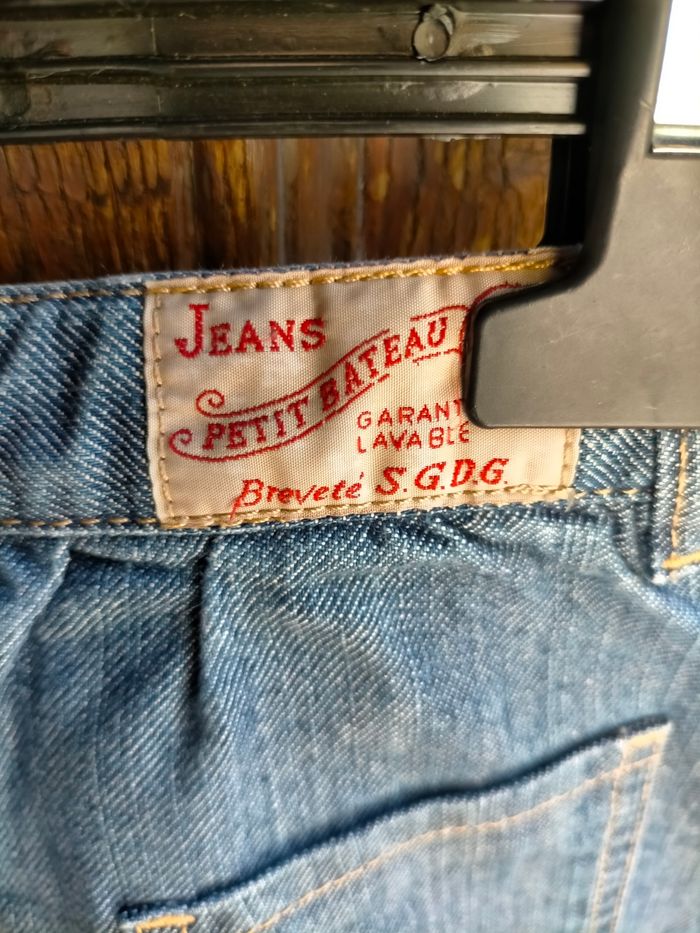 JEANS
PETIT BATEAU
GARANT
LAVABLE
Breveté S.G.D.G.